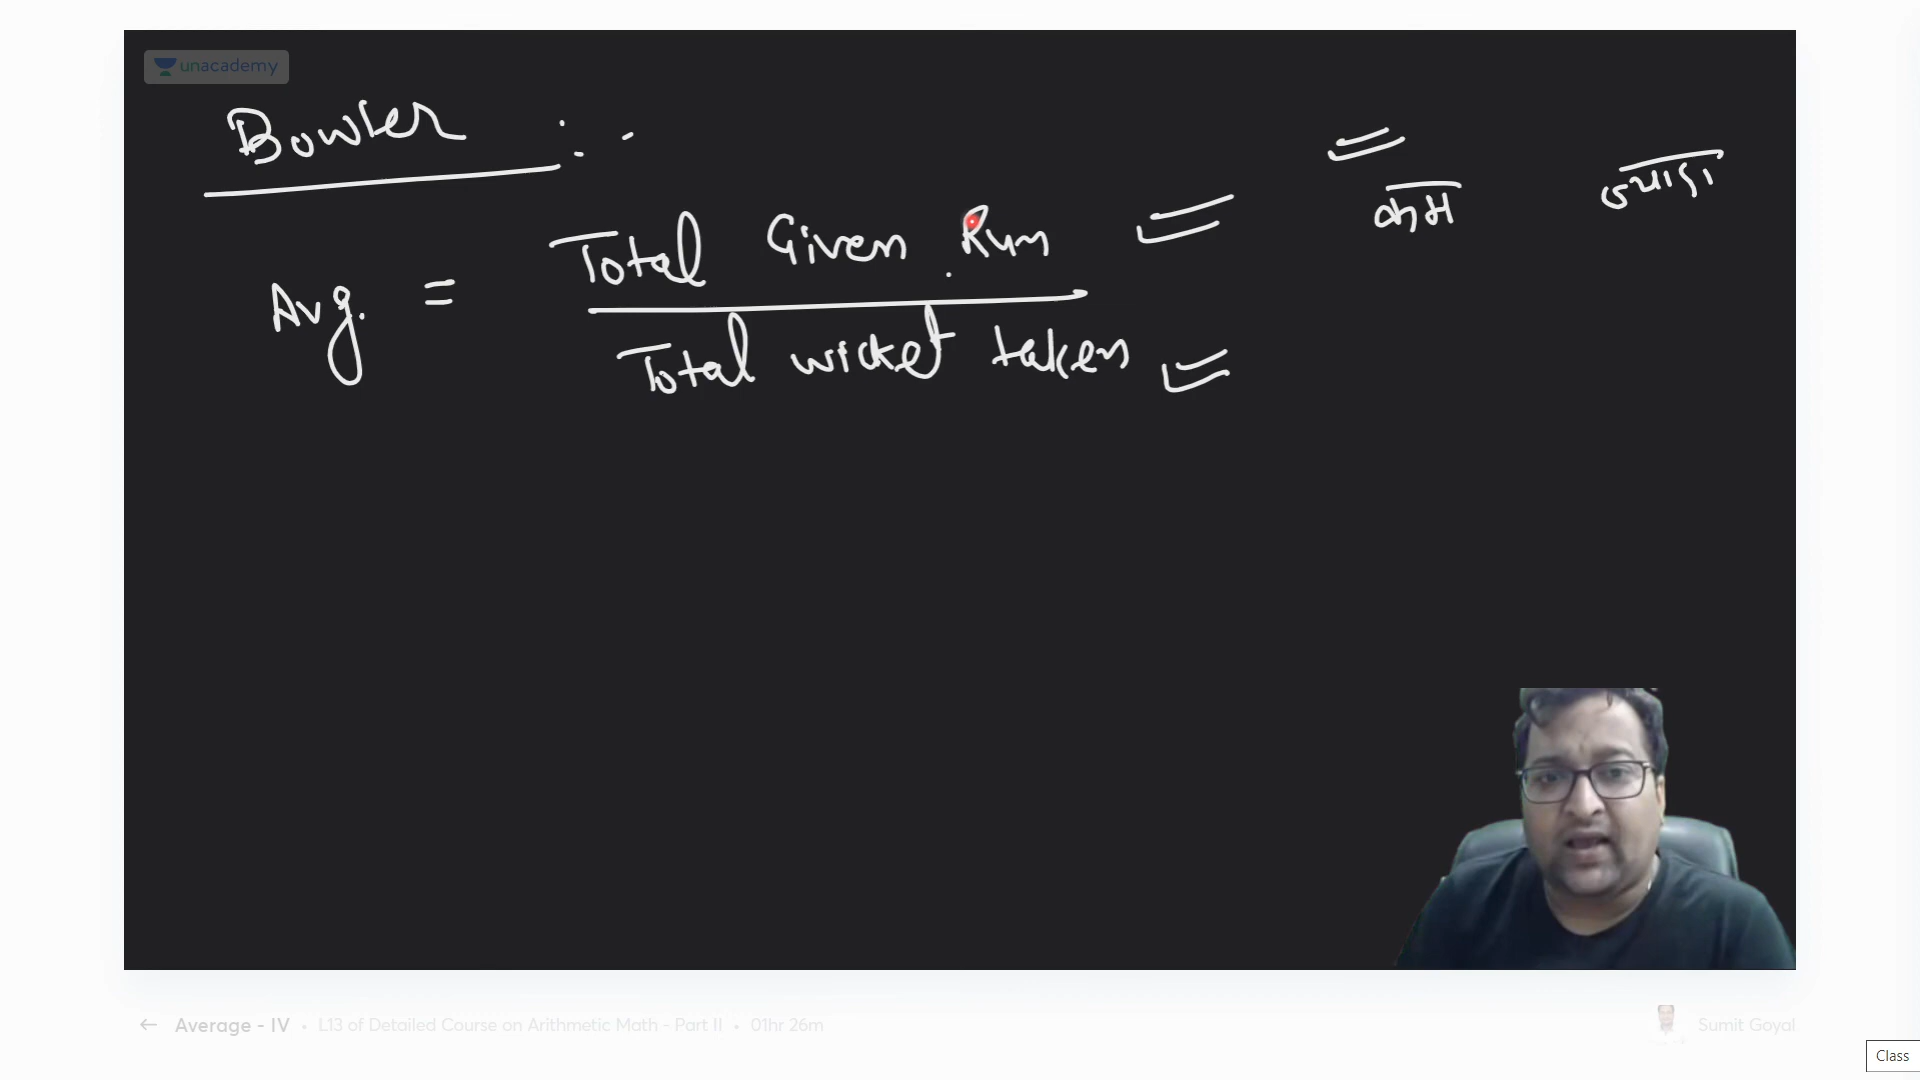 unacademy
Bowler :-
कम ज्यादा
Avg. = Total Given Run
Total wicket taken
← Average - IV • L13 of Detailed Course on Arithmetic Math - Part II • 01hr 26m
Sumit Goyal
Class